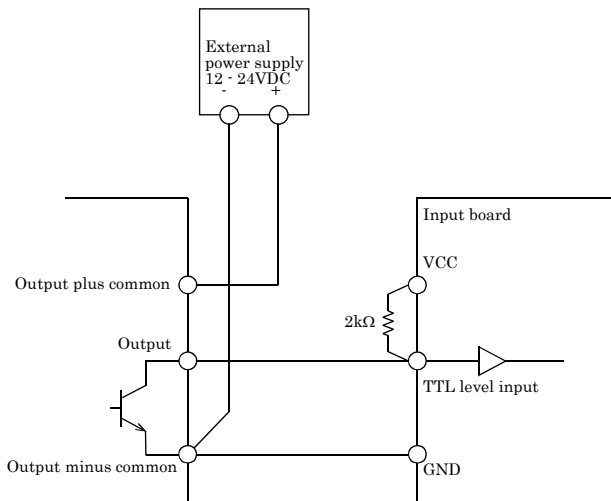 External
power supply
12 - 24VDC
- +
Input board
VCC
Output plus common
2kΩ
Output
TTL level input
Output minus common
GND